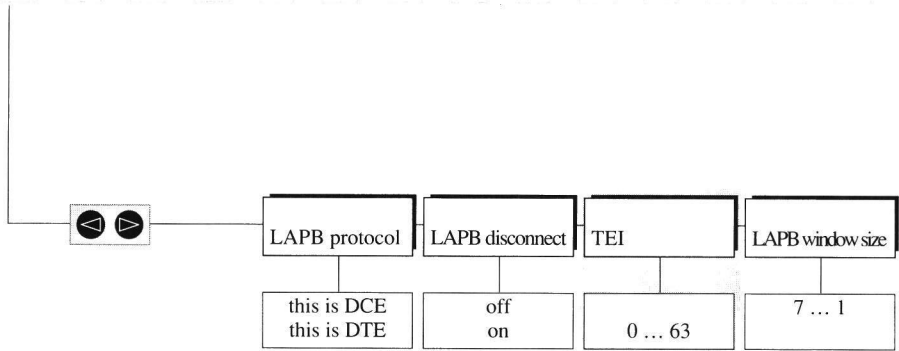 LAPB protocol
LAPB disconnect
TEI
LAPB window size
this is DCE
this is DTE
off
on
0 ... 63
7 ... 1